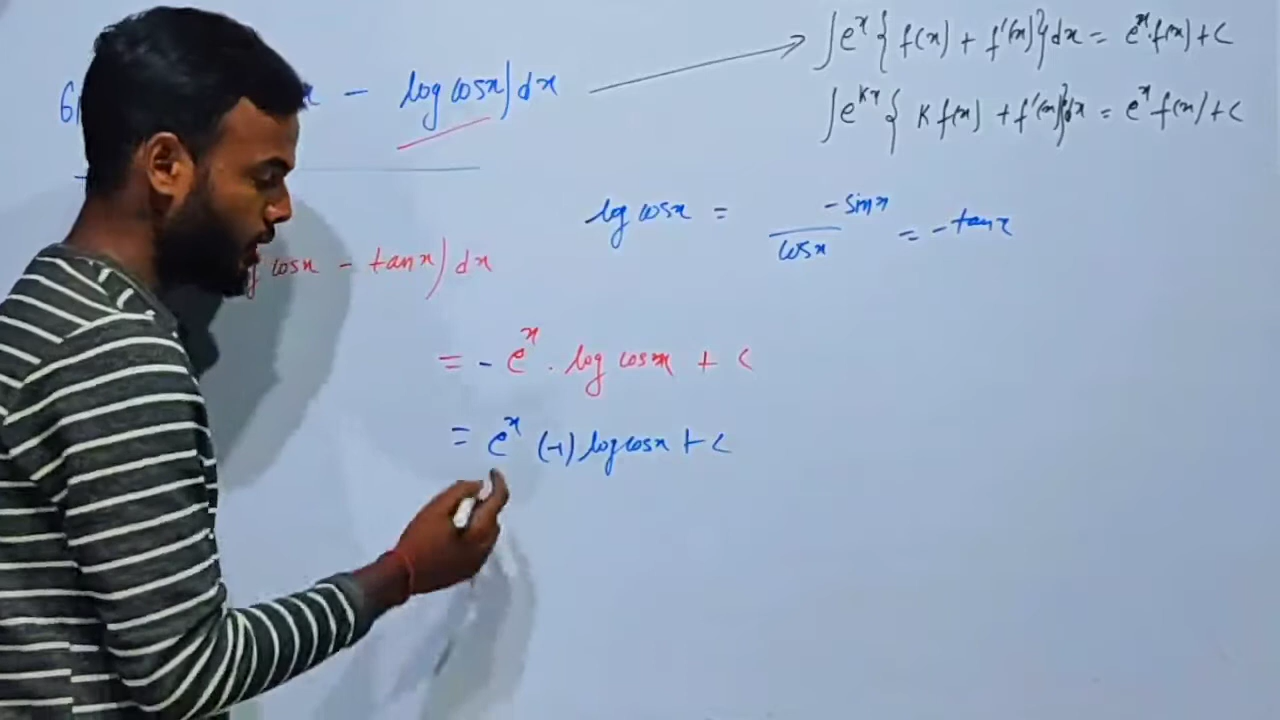 ∫eˣ{f(x) + f'(x)}dx = eˣ.f(x)+c
6 x - log cosx)dx
∫eᴷˣ{K f(x) + f'(x)}dx = eˣ f(x)+c
log cosx = -sinx/cosx = -tanx
cosx - tanx)dx
= - eˣ . log cosx + c
= eˣ (-1) log cosx + c